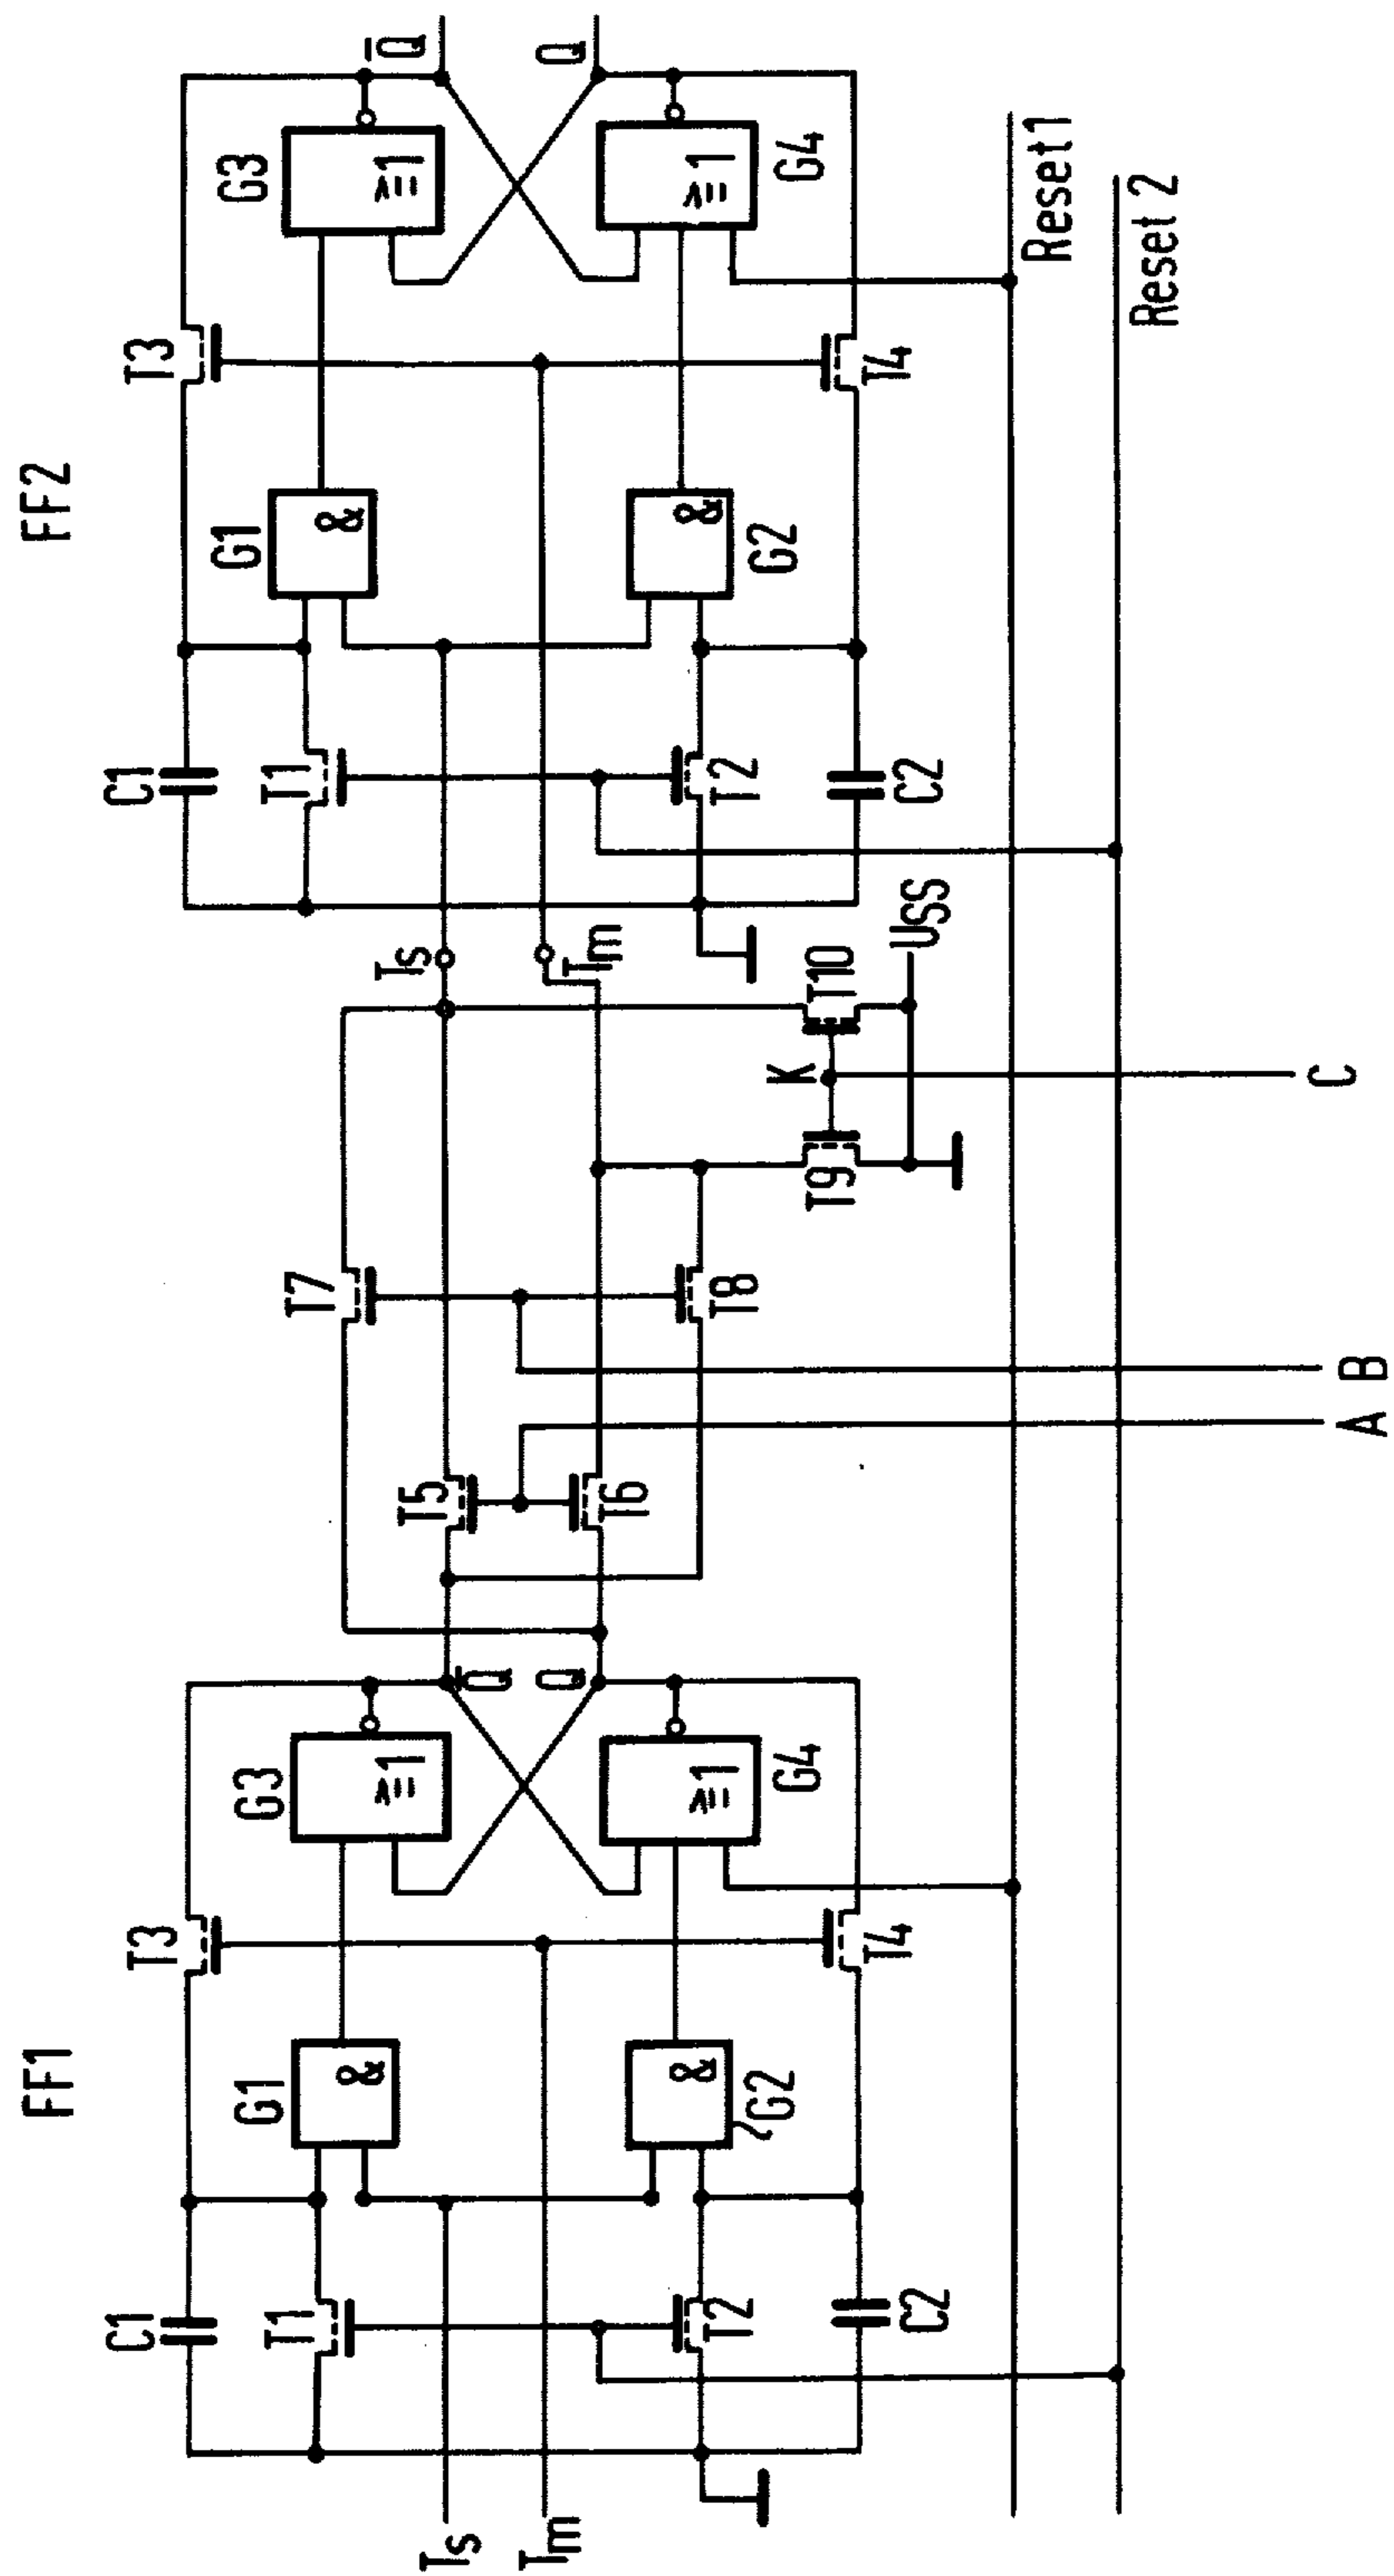 FF1
FF2
C1
T3
C1
T3
T1
G1
G3
T7
T1
G1
G3
&
≥1
T5
Ts
&
≥1
Q̅
Ts
Q̅
Q
Tm
Q
Tm
T6
&
≥1
K
&
≥1
T2
G2
G4
T8
T9
T10
T2
G2
G4
C2
T4
USS
C2
T4
Reset1
Reset 2
A
B
C